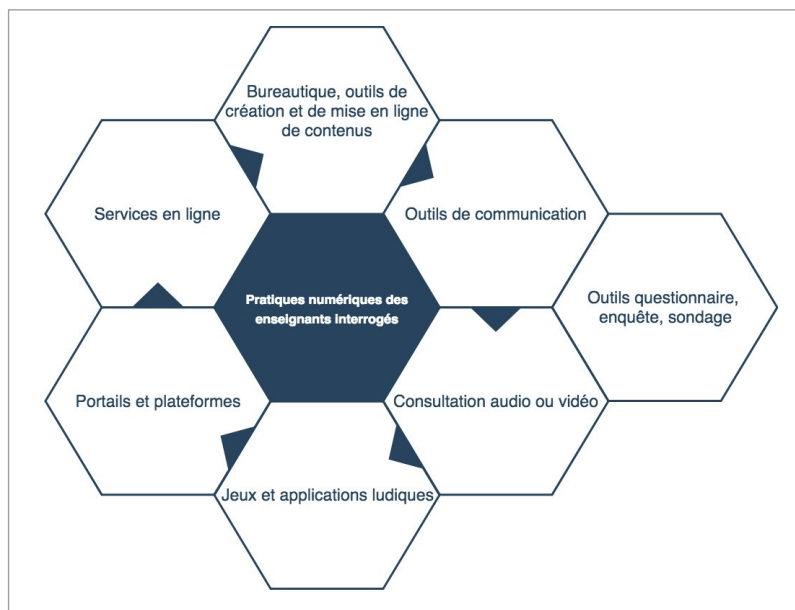 Bureautique, outils de
création et de mise en ligne
de contenus
Services en ligne
Outils de communication
Pratiques numériques des
enseignants interrogés
Outils questionnaire,
enquête, sondage
Portails et plateformes
Consultation audio ou vidéo
Jeux et applications ludiques